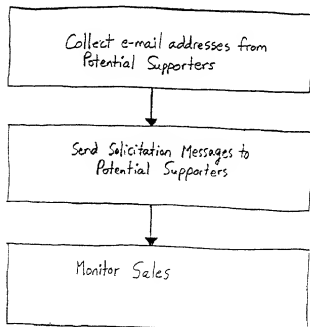 Collect e-mail addresses from
Potential Supporters
Send Solicitation Messages to
Potential Supporters
Monitor Sales